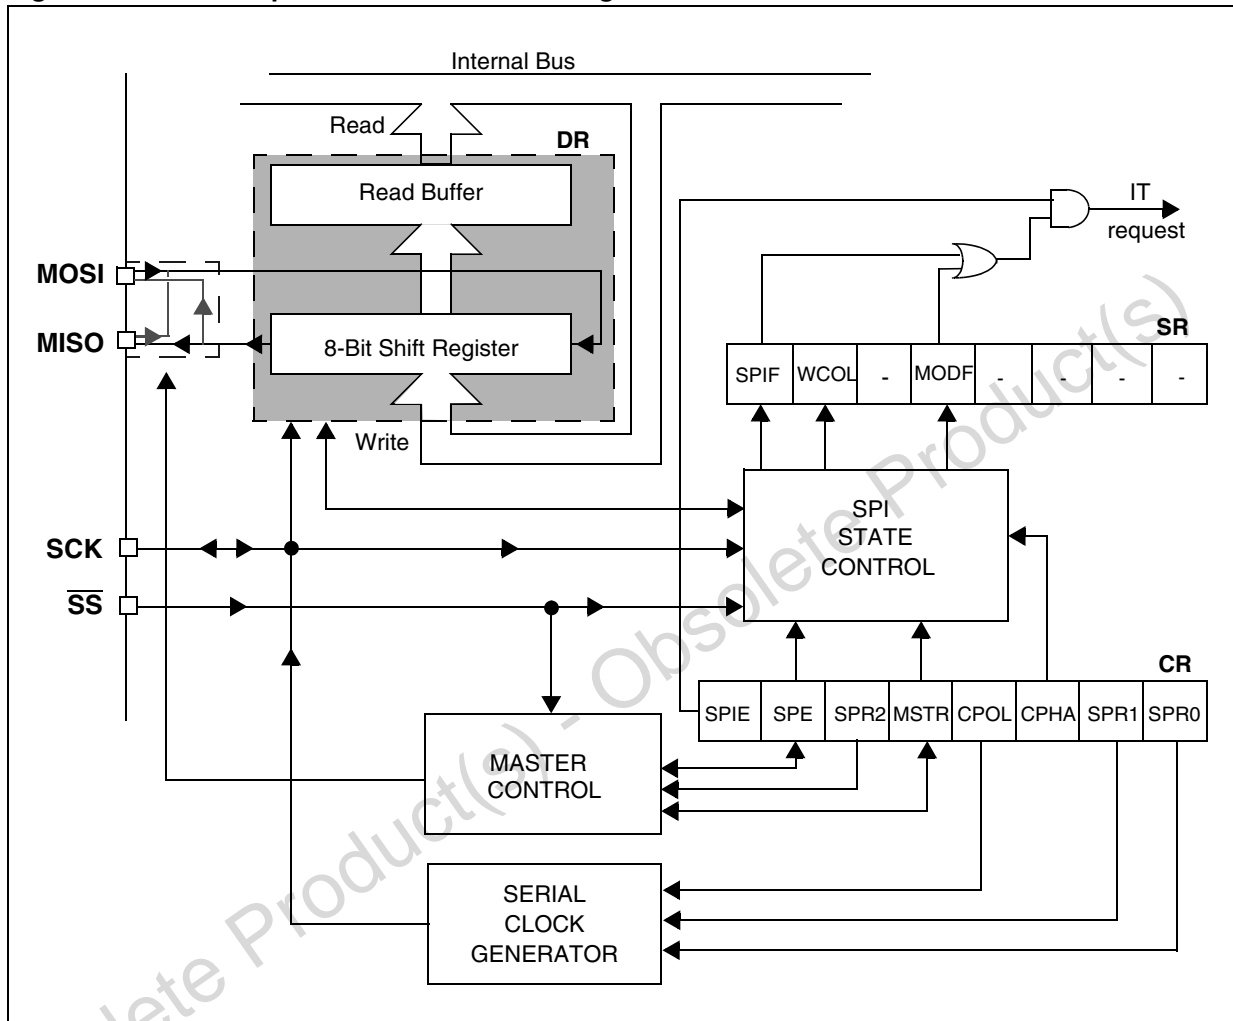 Internal Bus
Read
DR
Read Buffer
IT
request
MOSI
MISO
8-Bit Shift Register
SR
SPIF WCOL - MODF - - - -
Write
SPI
STATE
CONTROL
SCK
SS
CR
SPIE SPE SPR2 MSTR CPOL CPHA SPR1 SPR0
MASTER
CONTROL
SERIAL
CLOCK
GENERATOR
Product(s) - Obsolete Product(s)